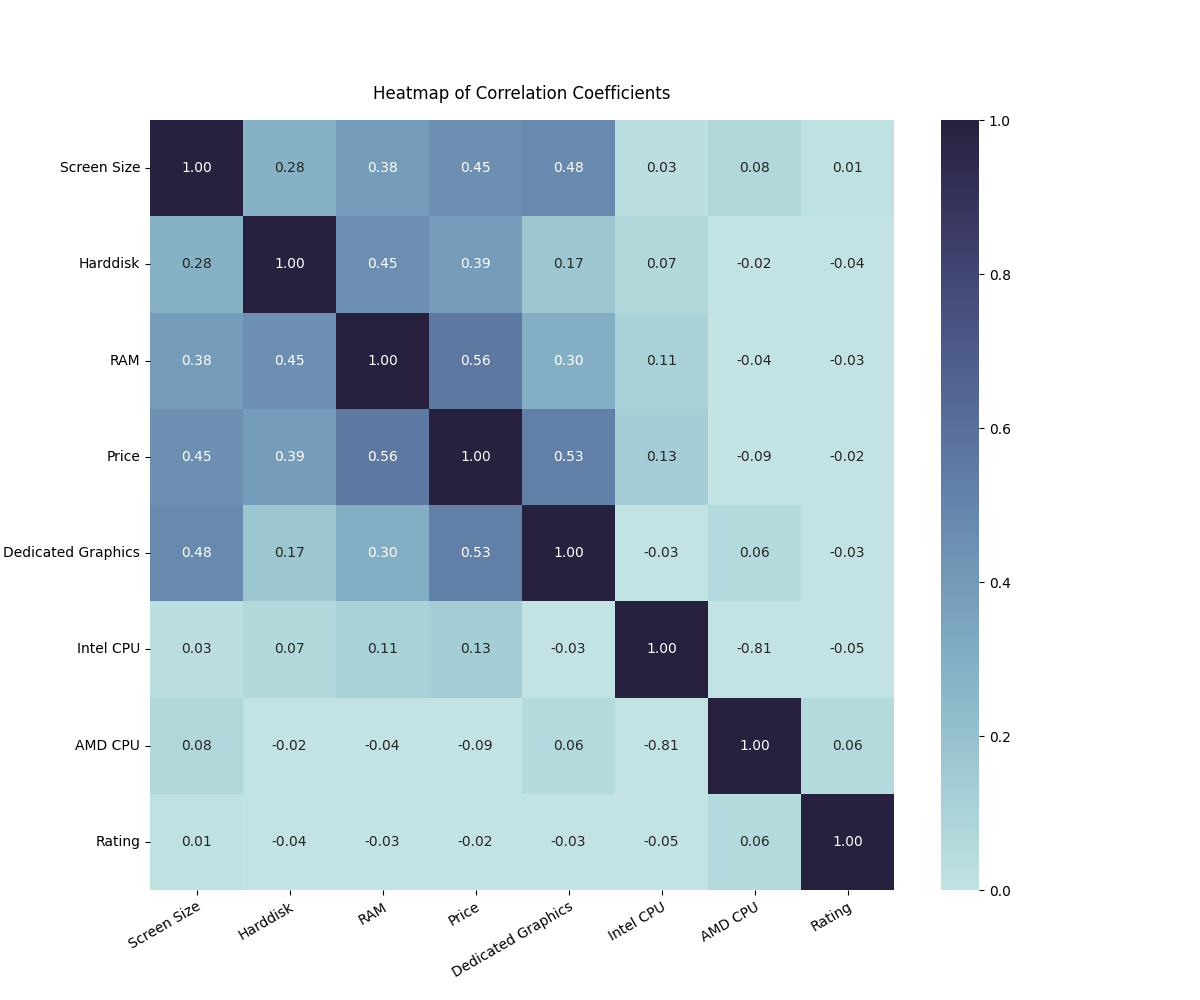 Heatmap of Correlation Coefficients
Screen Size 1.00 0.28 0.38 0.45 0.48 0.03 0.08 0.01
Harddisk 0.28 1.00 0.45 0.39 0.17 0.07 -0.02 -0.04
RAM 0.38 0.45 1.00 0.56 0.30 0.11 -0.04 -0.03
Price 0.45 0.39 0.56 1.00 0.53 0.13 -0.09 -0.02
Dedicated Graphics 0.48 0.17 0.30 0.53 1.00 -0.03 0.06 -0.03
Intel CPU 0.03 0.07 0.11 0.13 -0.03 1.00 -0.81 -0.05
AMD CPU 0.08 -0.02 -0.04 -0.09 0.06 -0.81 1.00 0.06
Rating 0.01 -0.04 -0.03 -0.02 -0.03 -0.05 0.06 1.00
Screen Size Harddisk RAM Price Dedicated Graphics Intel CPU AMD CPU Rating
1.0
0.8
0.6
0.4
0.2
0.0